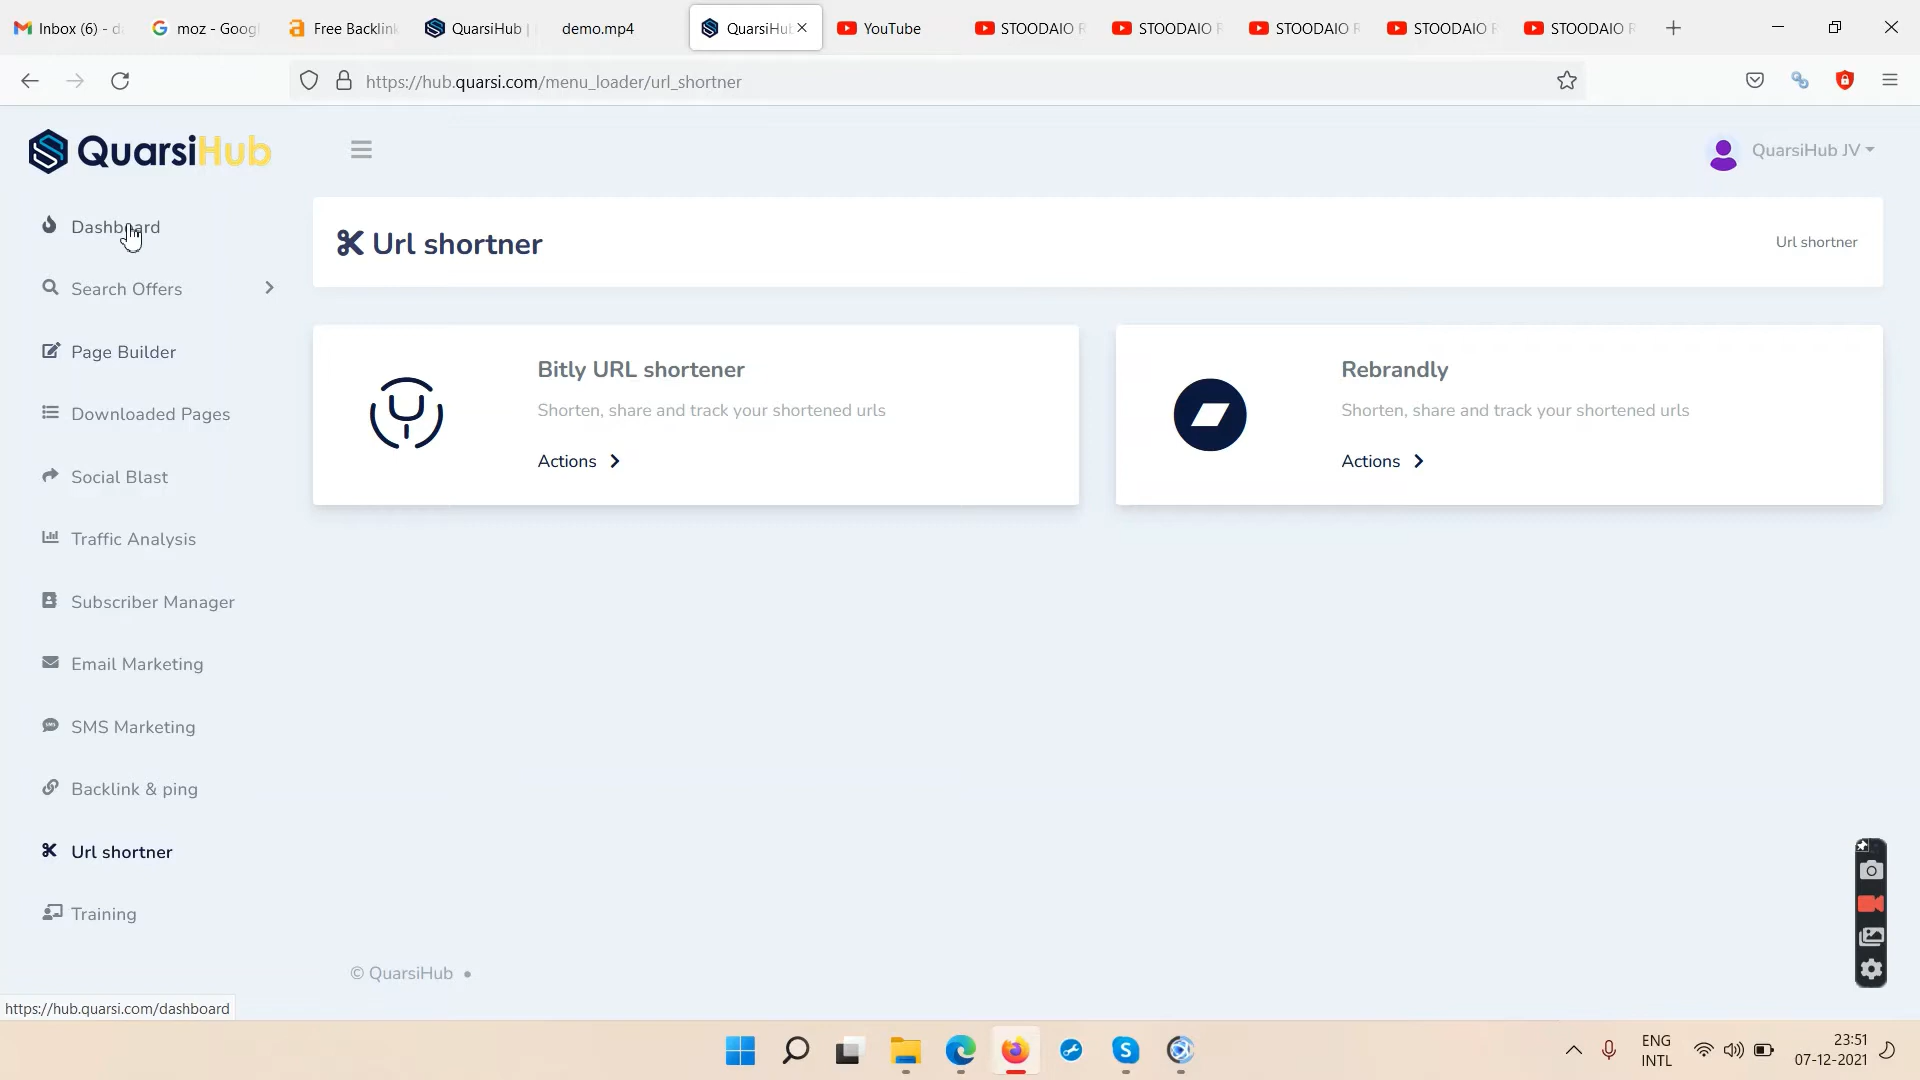 Inbox (6) - d
moz - Googl
Free Backlink
QuarsiHub |
demo.mp4
QuarsiHub
YouTube
STOODAIO R
STOODAIO R
STOODAIO R
STOODAIO R
STOODAIO R
https://hub.quarsi.com/menu_loader/url_shortner
QuarsiHub
QuarsiHub JV
Dashboard
Search Offers
Page Builder
Downloaded Pages
Social Blast
Traffic Analysis
Subscriber Manager
Email Marketing
SMS Marketing
Backlink & ping
Url shortner
Training
Url shortner
Url shortner
Bitly URL shortener
Shorten, share and track your shortened urls
Actions
Rebrandly
Shorten, share and track your shortened urls
Actions
© QuarsiHub •
https://hub.quarsi.com/dashboard
ENG
INTL
23:51
07-12-2021